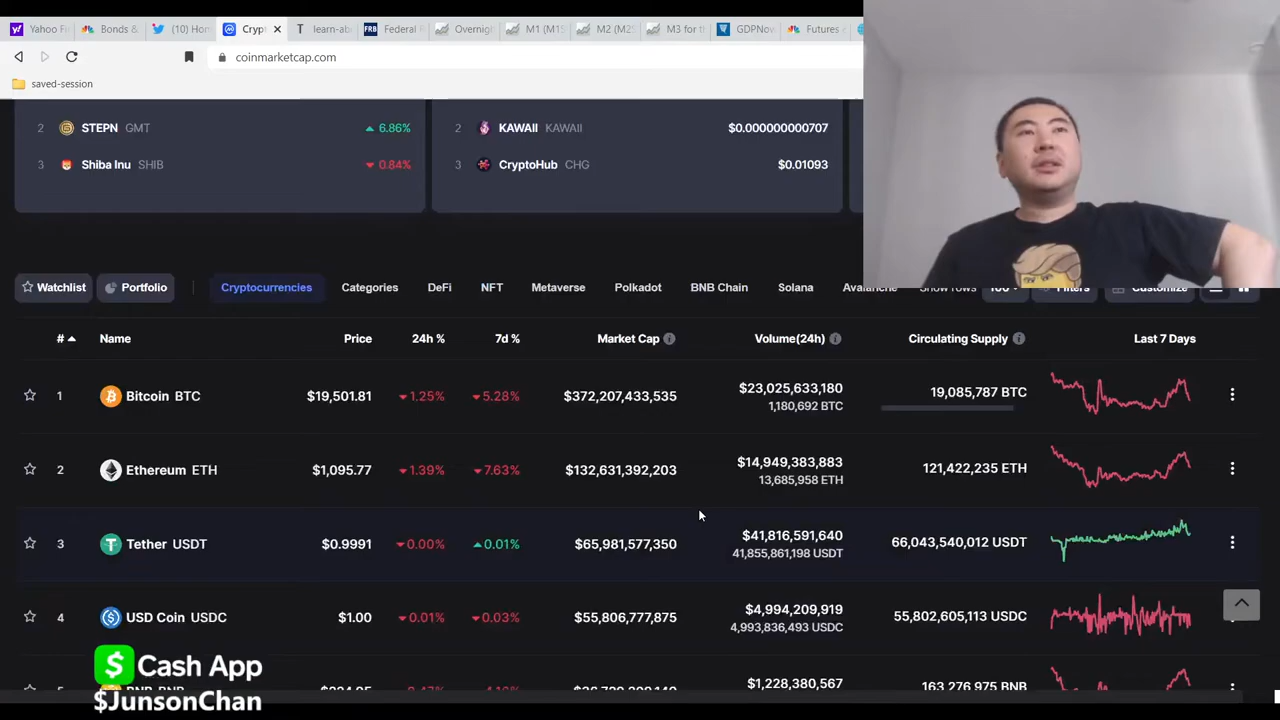 Yahoo Fi
Bonds &
(10) Hom
Crypt
learn-abo
Federal R
Overnigh
M1 (M1S
M2 (M2S
M3 for th
GDPNow
Futures
coinmarketcap.com
saved-session
2 STEPN GMT 6.86%
2 KAWAII KAWAII $0.000000000707
3 Shiba Inu SHIB 0.84%
3 CryptoHub CHG $0.01093
Watchlist Portfolio Cryptocurrencies Categories DeFi NFT Metaverse Polkadot BNB Chain Solana Avalanche Show rows 100 Filters Customize
# Name Price 24h % 7d % Market Cap Volume(24h) Circulating Supply Last 7 Days
1 Bitcoin BTC $19,501.81 1.25% 5.28% $372,207,433,535 $23,025,633,180 19,085,787 BTC
1,180,692 BTC
2 Ethereum ETH $1,095.77 1.39% 7.63% $132,631,392,203 $14,949,383,883 121,422,235 ETH
13,685,958 ETH
3 Tether USDT $0.9991 0.00% 0.01% $65,981,577,350 $41,816,591,640 66,043,540,012 USDT
41,855,861,198 USDT
4 USD Coin USDC $1.00 0.01% 0.03% $55,806,777,875 $4,994,209,919 55,802,605,113 USDC
4,993,836,493 USDC
$1,228,380,567 163,276,975 BNB
$ Cash App
$JunsonChan